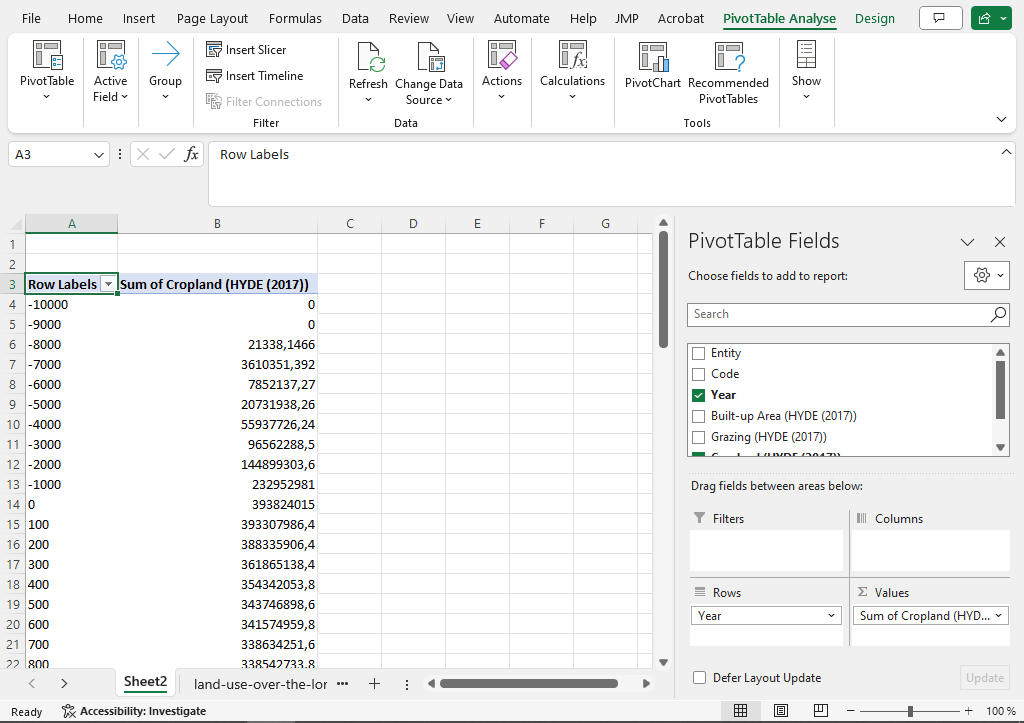 File Home Insert Page Layout Formulas Data Review View Automate Help JMP Acrobat PivotTable Analyse Design
PivotTable
Active Field
Group
Insert Slicer
Insert Timeline
Filter Connections
Filter
Refresh
Change Data Source
Data
Actions
Calculations
PivotChart
Recommended PivotTables
Tools
Show
A3 fx Row Labels
A B C D E F G
1
2
3 Row Labels Sum of Cropland (HYDE (2017))
4 -10000 0
5 -9000 0
6 -8000 21338,1466
7 -7000 3610351,392
8 -6000 7852137,27
9 -5000 20731938,26
10 -4000 55937726,24
11 -3000 96562288,5
12 -2000 144899303,6
13 -1000 232952981
14 0 393824015
15 100 393307986,4
16 200 388335906,4
17 300 361865138,4
18 400 354342053,8
19 500 343746898,6
20 600 341574959,8
21 700 338634251,6
22 800 338542733,8
Sheet2 land-use-over-the-lor ...
Ready Accessibility: Investigate
PivotTable Fields
Choose fields to add to report:
Search
Entity
Code
Year
Built-up Area (HYDE (2017))
Grazing (HYDE (2017))
Cropland (HYDE (2017))
Drag fields between areas below:
Filters
Columns
Rows
Values
Year
Sum of Cropland (HYD...
Defer Layout Update
Update
100 %